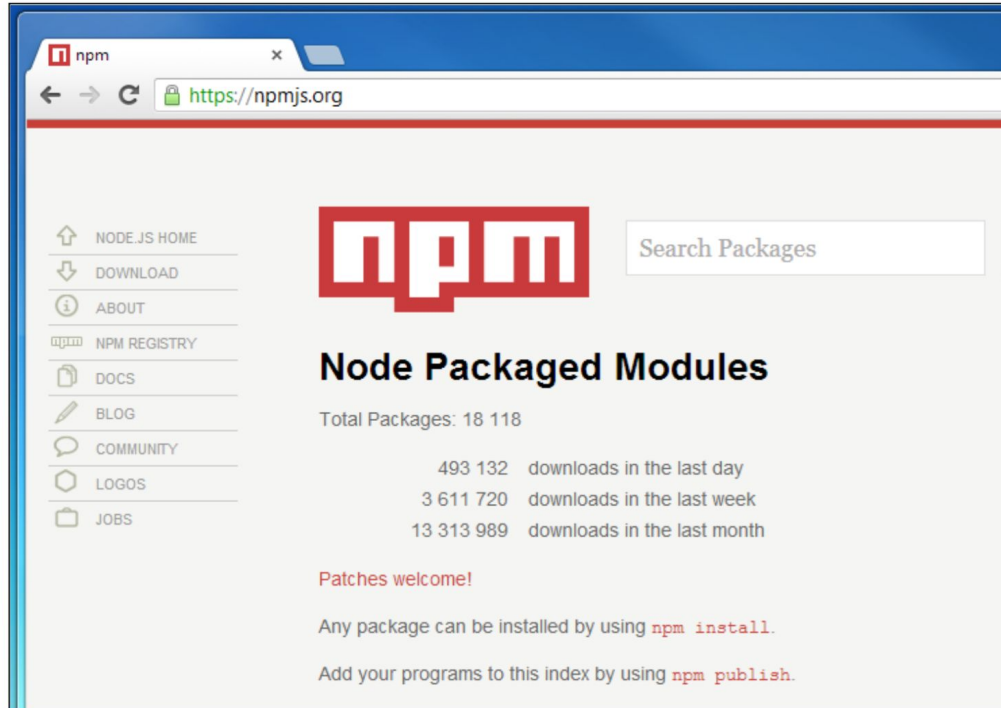 npm
https://npmjs.org
NODE.JS HOME
DOWNLOAD
ABOUT
npm NPM REGISTRY
DOCS
BLOG
COMMUNITY
LOGOS
JOBS
npm
Search Packages
Node Packaged Modules
Total Packages: 18 118
493 132 downloads in the last day
3 611 720 downloads in the last week
13 313 989 downloads in the last month
Patches welcome!
Any package can be installed by using npm install.
Add your programs to this index by using npm publish.